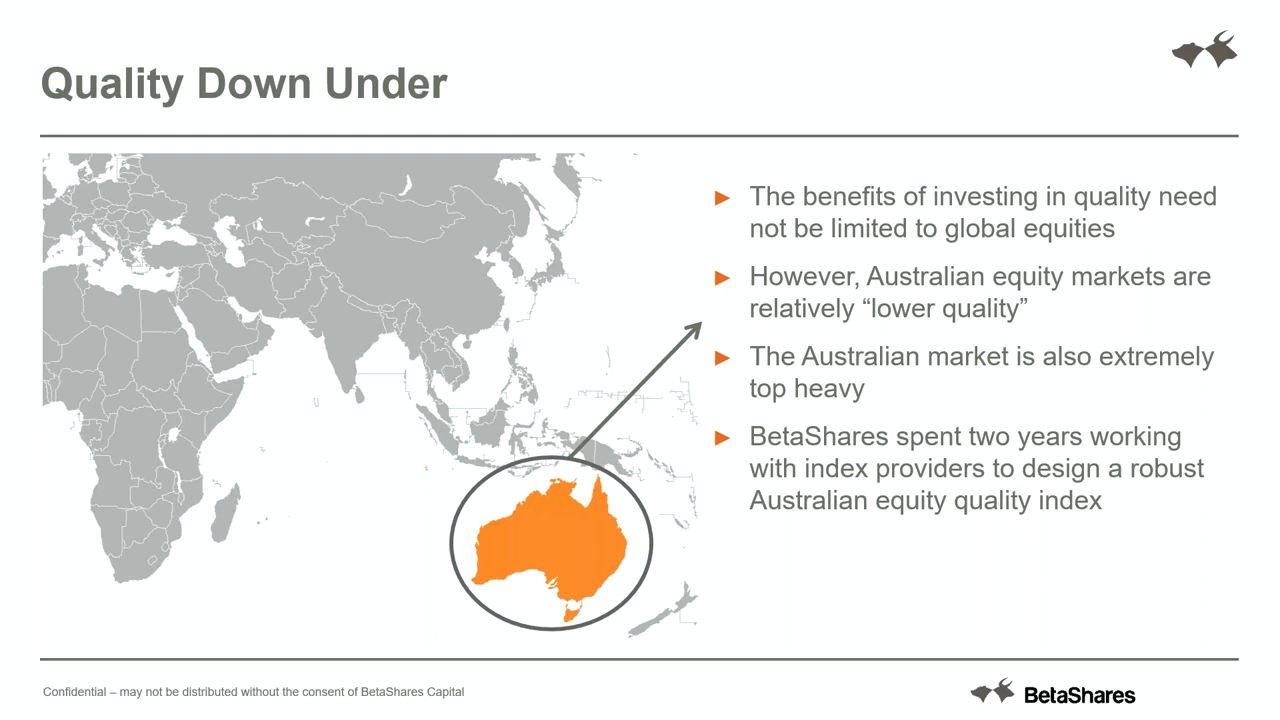 Quality Down Under
► The benefits of investing in quality need
not be limited to global equities
► However, Australian equity markets are
relatively “lower quality”
► The Australian market is also extremely
top heavy
► BetaShares spent two years working
with index providers to design a robust
Australian equity quality index
Confidential – may not be distributed without the consent of BetaShares Capital
BetaShares